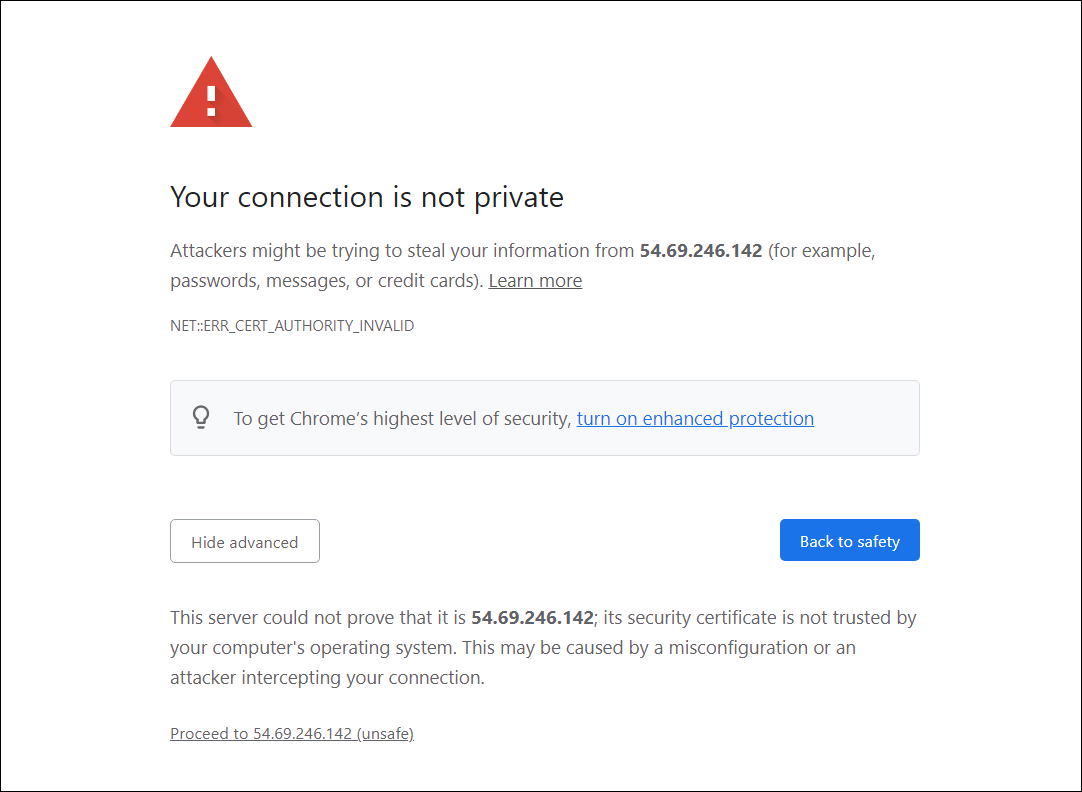 Your connection is not private
Attackers might be trying to steal your information from 54.69.246.142 (for example,
passwords, messages, or credit cards). Learn more
NET::ERR_CERT_AUTHORITY_INVALID
To get Chrome’s highest level of security, turn on enhanced protection
Hide advanced
Back to safety
This server could not prove that it is 54.69.246.142; its security certificate is not trusted by
your computer's operating system. This may be caused by a misconfiguration or an
attacker intercepting your connection.
Proceed to 54.69.246.142 (unsafe)